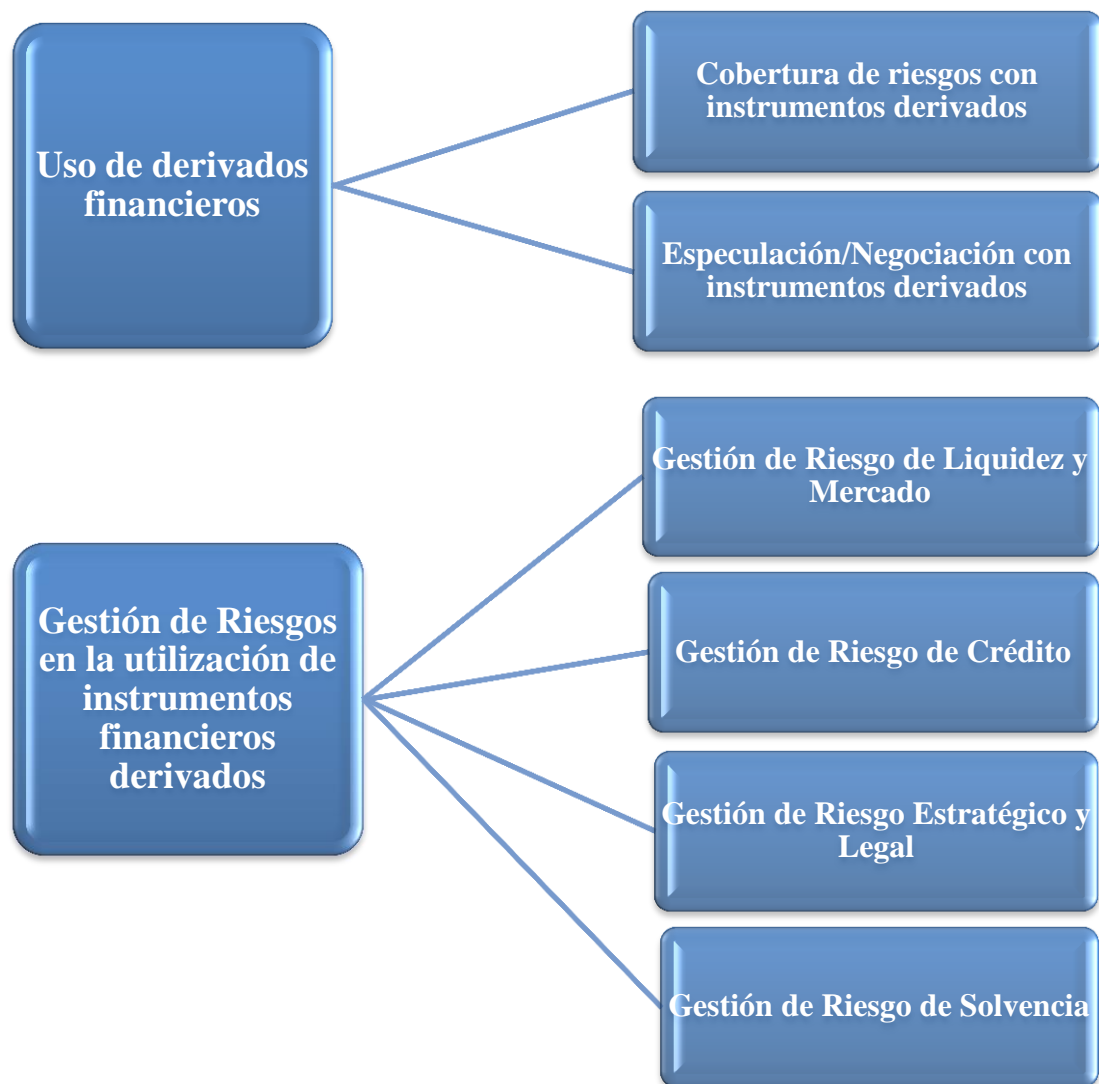 Uso de derivados
financieros
Cobertura de riesgos con
instrumentos derivados
Especulación/Negociación con
instrumentos derivados
Gestión de Riesgos
en la utilización de
instrumentos
financieros
derivados
Gestión de Riesgo de Liquidez y
Mercado
Gestión de Riesgo de Crédito
Gestión de Riesgo Estratégico y
Legal
Gestión de Riesgo de Solvencia